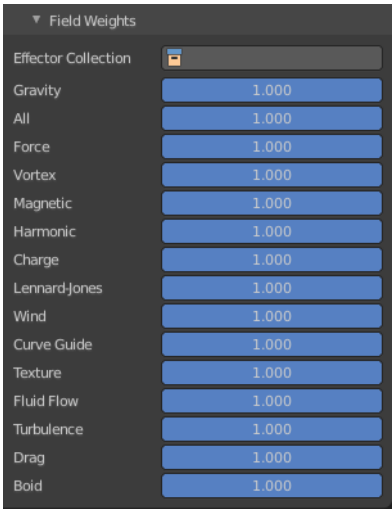 Field Weights
Effector Collection
Gravity 1.000
All 1.000
Force 1.000
Vortex 1.000
Magnetic 1.000
Harmonic 1.000
Charge 1.000
Lennard-Jones 1.000
Wind 1.000
Curve Guide 1.000
Texture 1.000
Fluid Flow 1.000
Turbulence 1.000
Drag 1.000
Boid 1.000